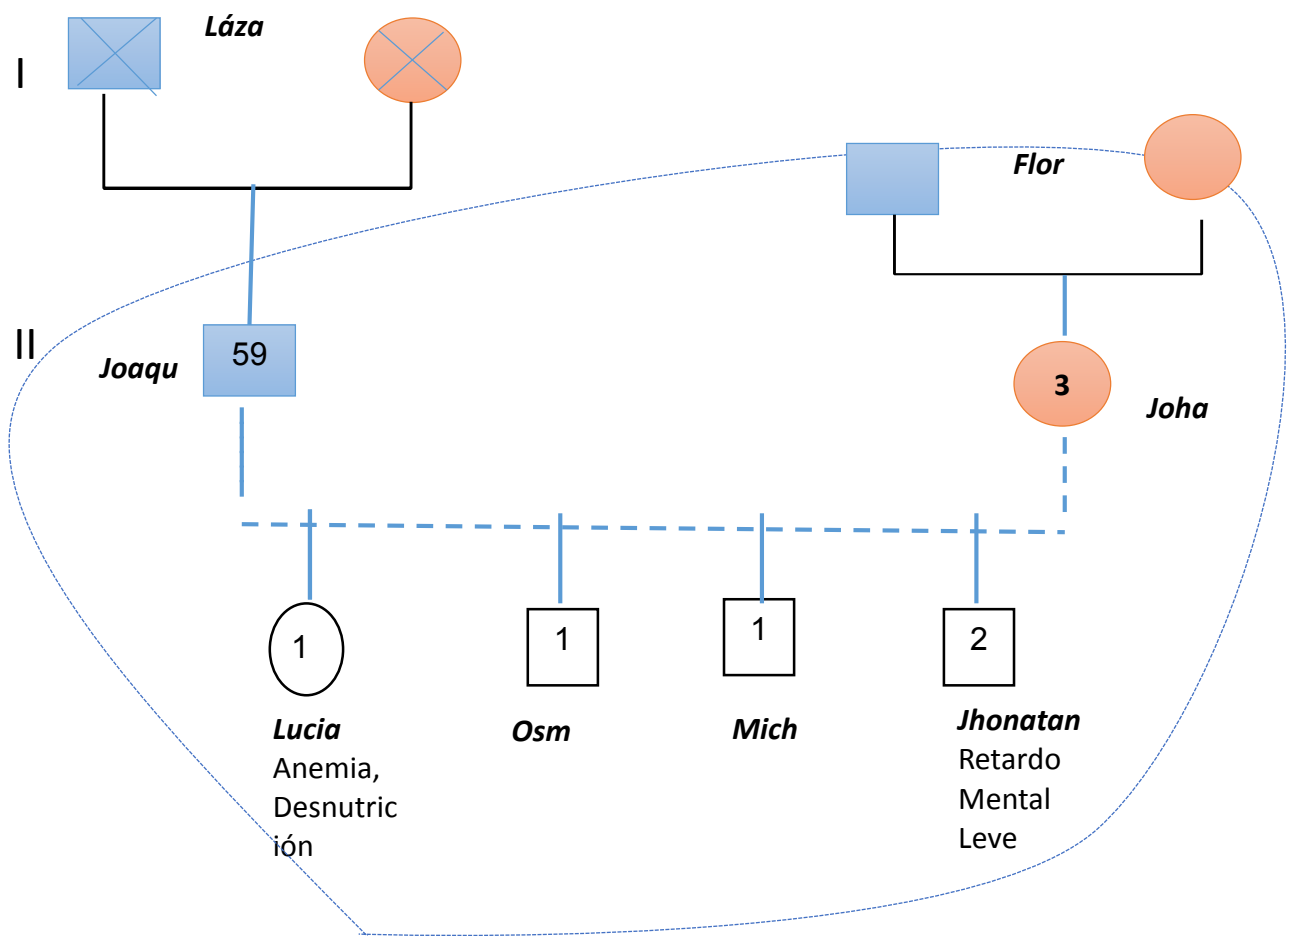 Láza
I
Flor
II
Joaqu
59
3
Joha
1
1
1
2
Lucia
Anemia,
Desnutric
ión
Osm
Mich
Jhonatan
Retardo
Mental
Leve